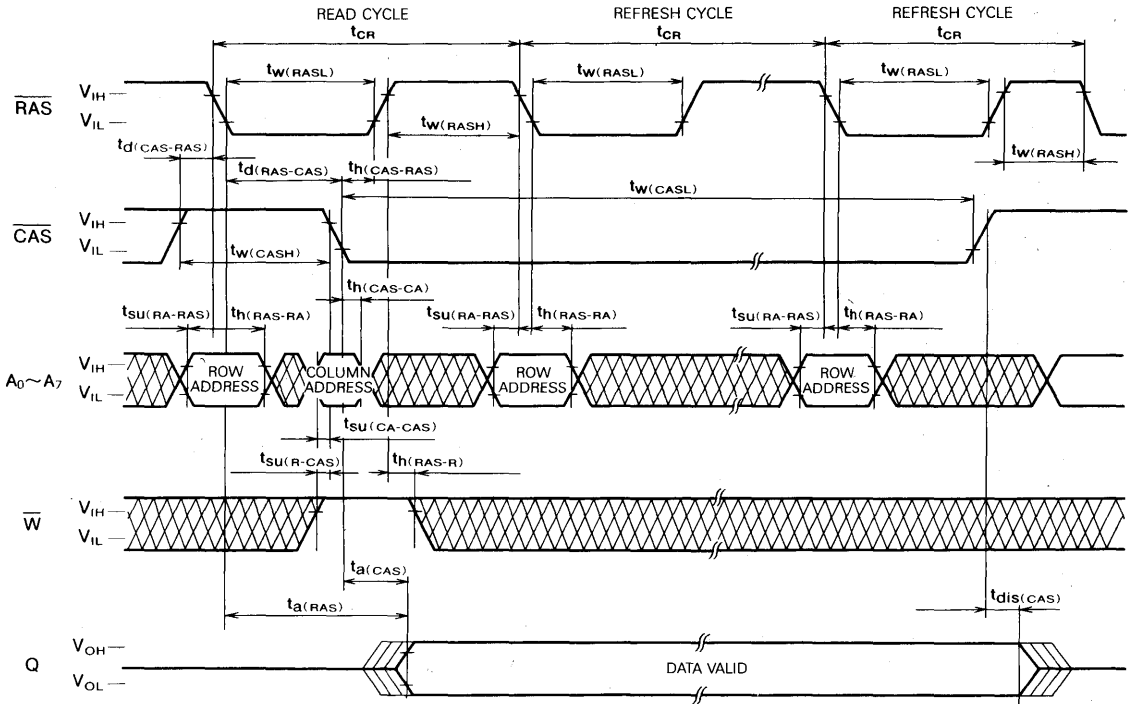 READ CYCLE REFRESH CYCLE REFRESH CYCLE
tCR tCR tCR
tW(RASL) tW(RASL) tW(RASL)
RAS VIH
VIL
tW(RASH)
tW(RASH)
td(CAS-RAS)
td(RAS-CAS) th(CAS-RAS)
tW(CASL)
CAS VIH
VIL
tW(CASH)
th(CAS-CA)
tsu(RA-RAS) th(RAS-RA) tsu(RA-RAS) th(RAS-RA) tsu(RA-RAS) th(RAS-RA)
A0~A7 VIH
VIL
ROW ADDRESS
COLUMN ADDRESS
ROW ADDRESS
ROW ADDRESS
tsu(CA-CAS)
tsu(R-CAS) th(RAS-R)
W VIH
VIL
ta(CAS)
ta(RAS)
tdis(CAS)
Q VOH
VOL
DATA VALID